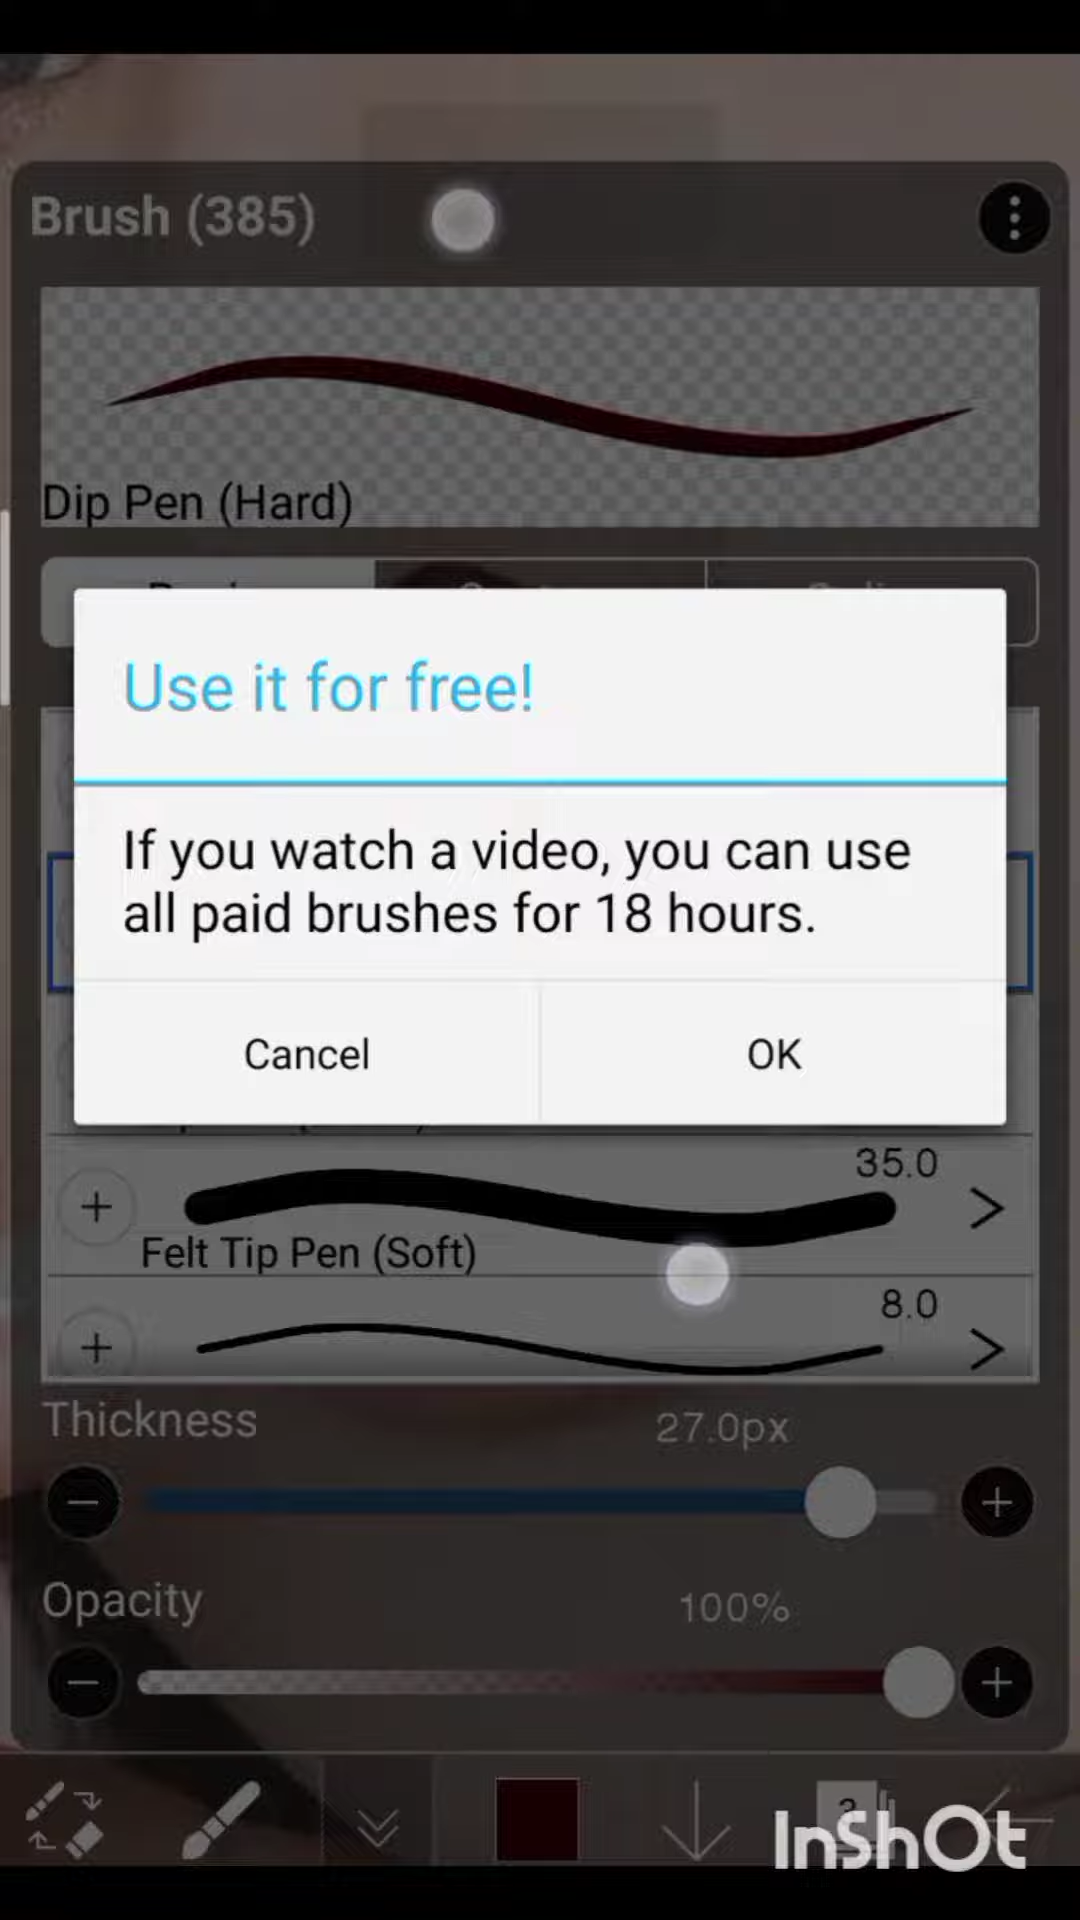 Brush (385)
Dip Pen (Hard)
Use it for free!
If you watch a video, you can use
all paid brushes for 18 hours.
Cancel
OK
35.0
Felt Tip Pen (Soft)
8.0
Thickness
27.0px
Opacity
100%
3
InShOt